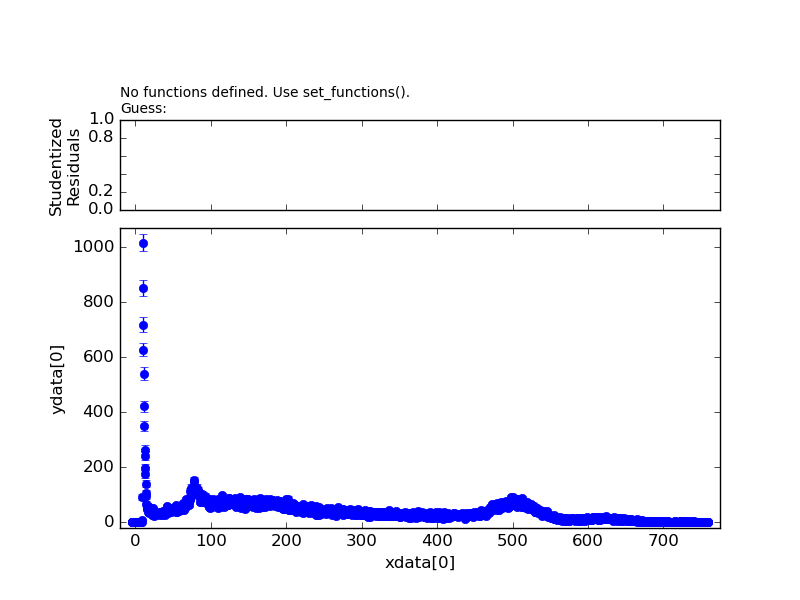 No functions defined. Use set_functions().
Guess:
Studentized
Residuals
1.0
0.8
0.2
0.0
ydata[0]
1000
800
600
400
200
0
0 100 200 300 400 500 600 700
xdata[0]